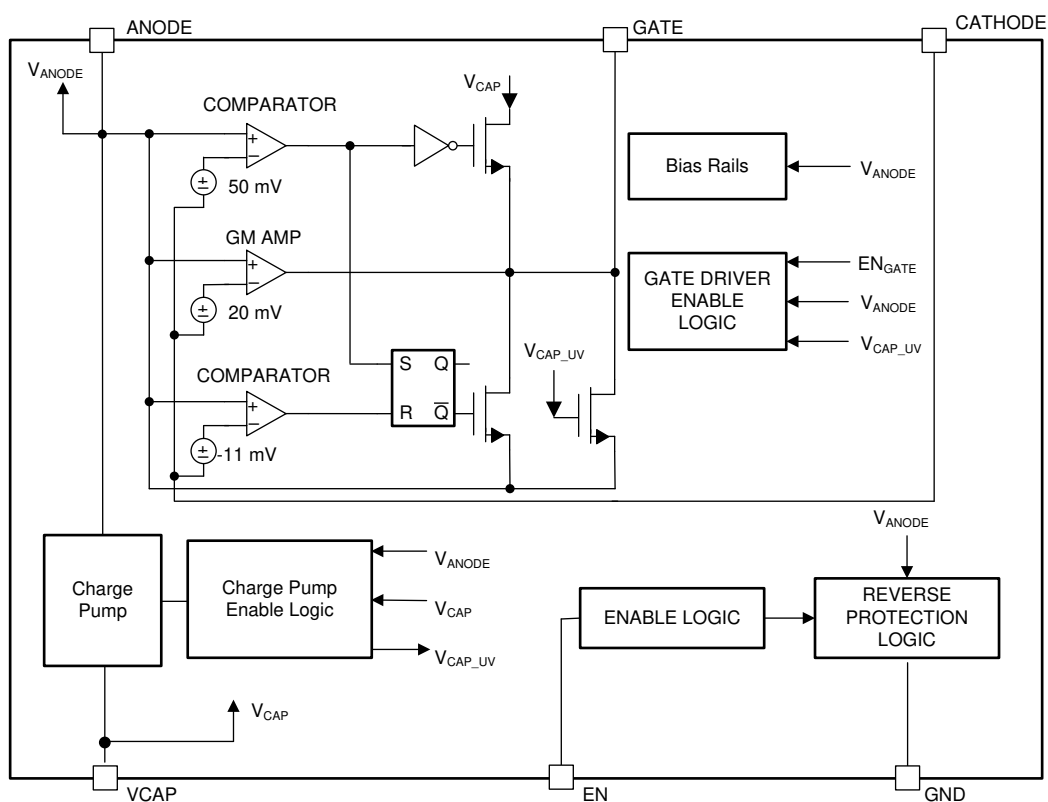 ANODE
GATE
CATHODE
VANODE
VCAP
COMPARATOR
+
−
50 mV
Bias Rails
VANODE
GM AMP
+
−
20 mV
GATE DRIVER
ENABLE
LOGIC
ENGATE
VANODE
VCAP_UV
VCAP_UV
COMPARATOR
+
−
-11 mV
S Q
R Q̅
VANODE
Charge
Pump
Charge Pump
Enable Logic
VANODE
VCAP
VCAP_UV
ENABLE LOGIC
REVERSE
PROTECTION
LOGIC
VCAP
VCAP
EN
GND